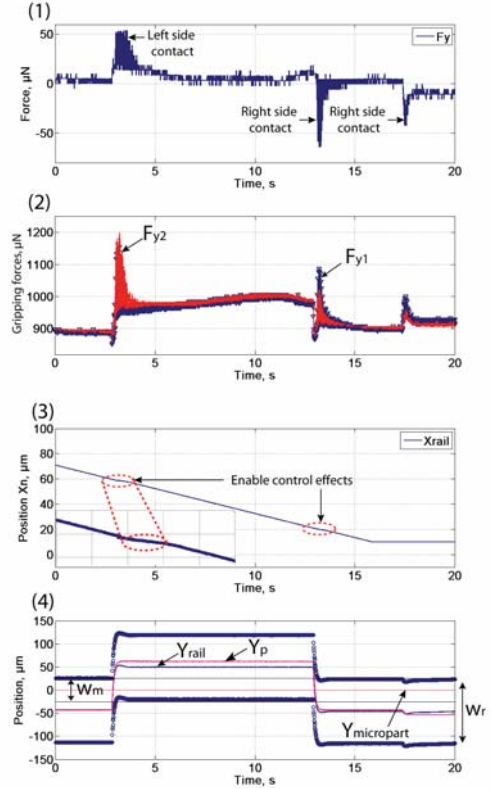 (1)
50
0
-50
Force, µN
Left side
contact
Fy
Right side
contact
Right side
contact
0 5 10 15 20
Time, s
(2)
1200
1100
1000
900
Gripping forces, µN
Fy2
Fy1
0 5 10 15 20
Time, s
(3)
100
80
60
40
20
0
Position Xn, µm
Xrail
Enable control effects
0 5 10 15 20
Time, s
(4)
150
100
50
0
-50
-100
-150
Position, µm
Yrail
Yp
wm
wr
Ymicropart
0 5 10 15 20
Time, s